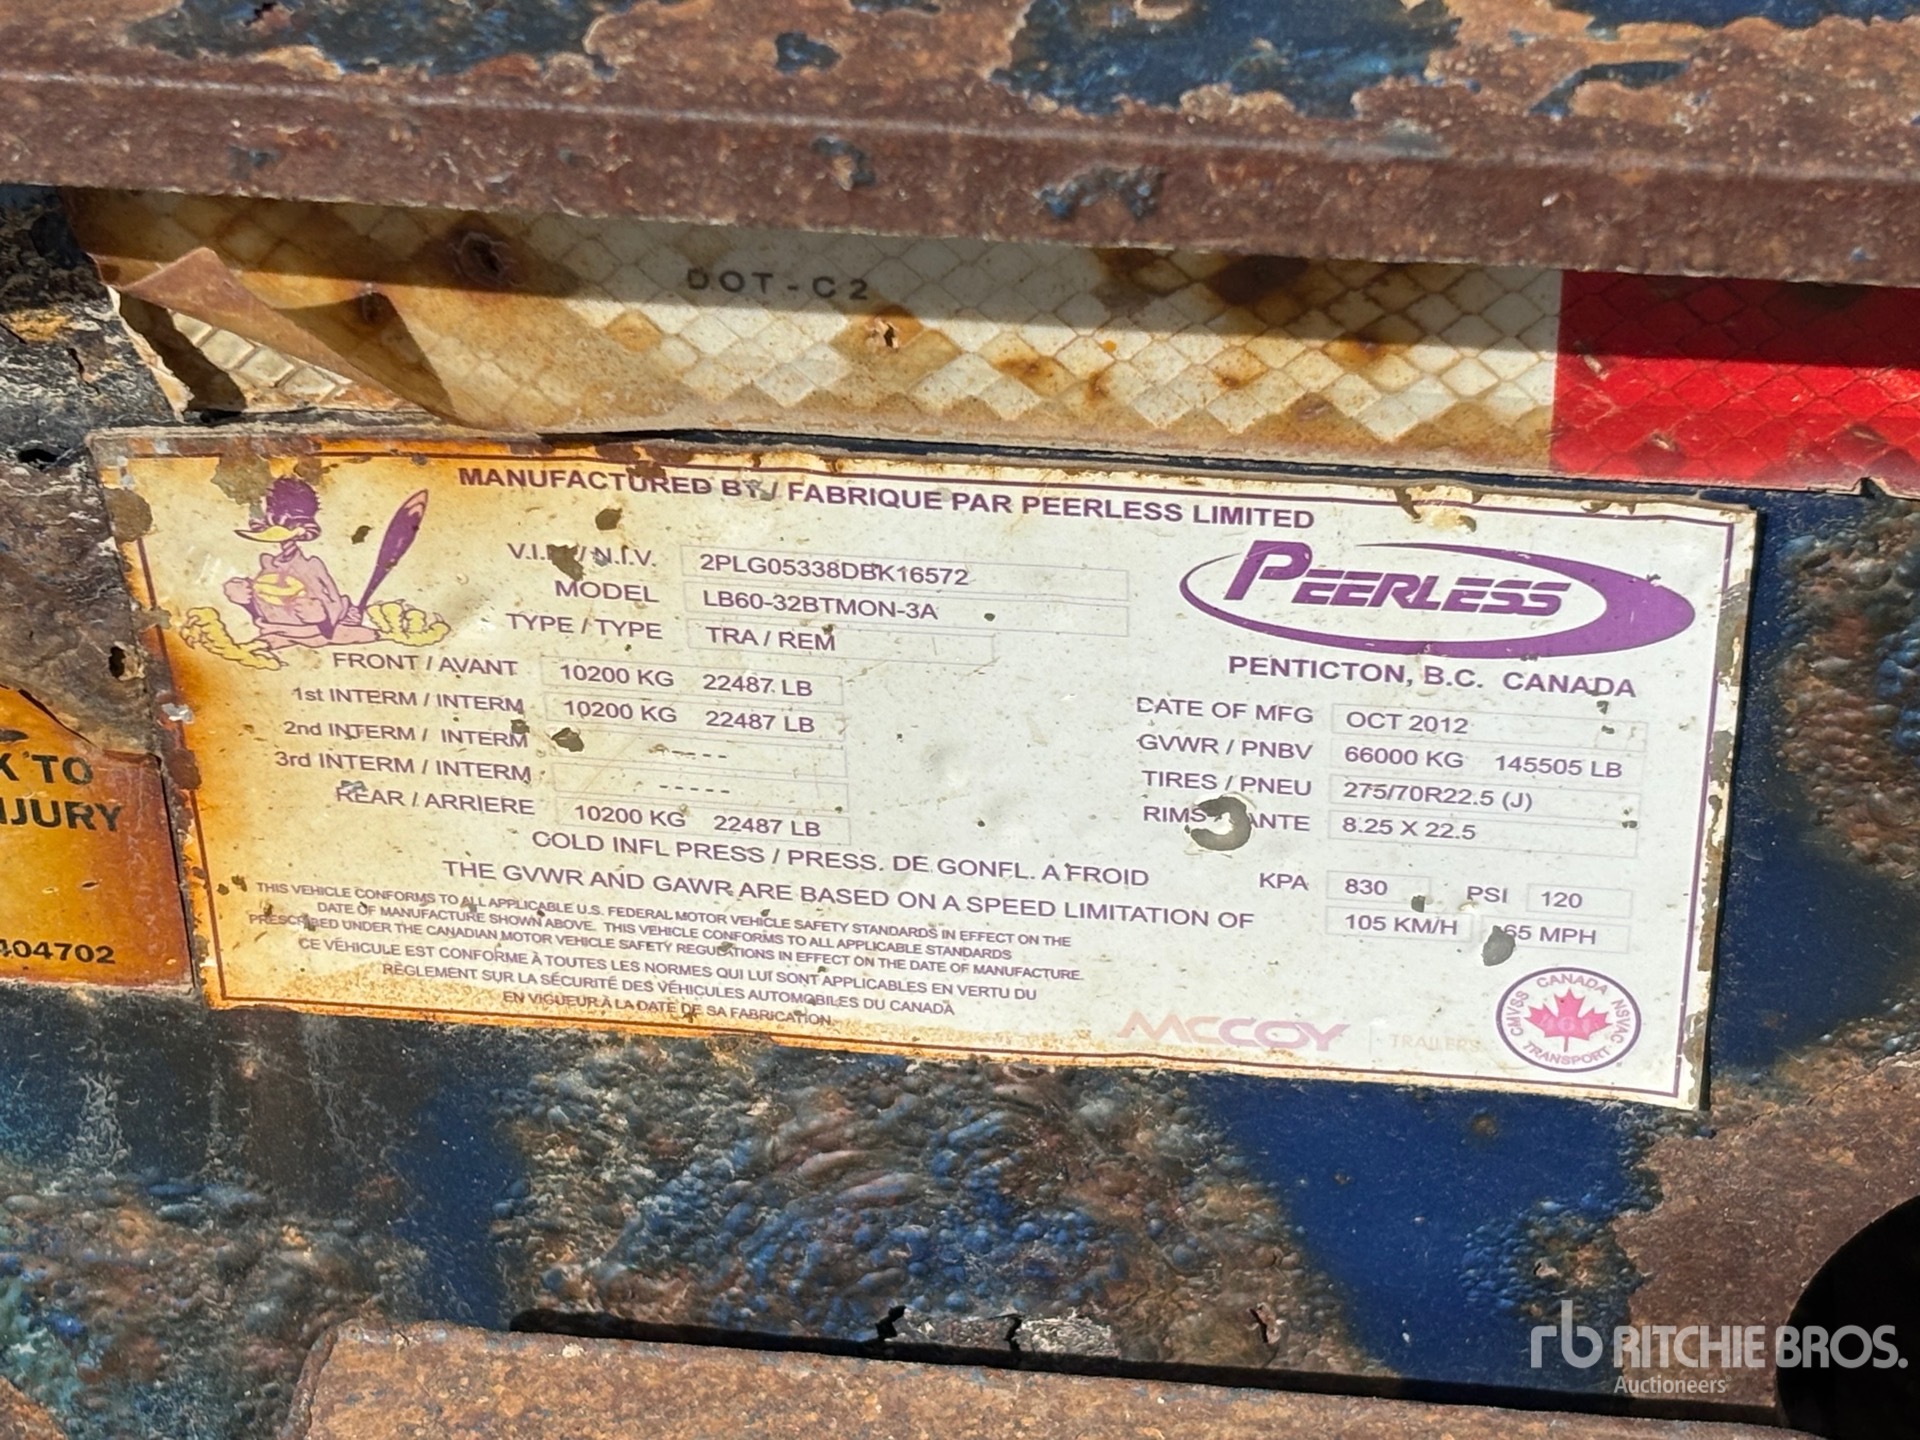 DOT-C2
MANUFACTURED BY / FABRIQUE PAR PEERLESS LIMITED
V.I.N / N.I.V. 2PLG05338DBK16572
MODEL LB60-32BTMON-3A
TYPE / TYPE TRA / REM
FRONT / AVANT 10200 KG 22487 LB
1st INTERM / INTERM 10200 KG 22487 LB
2nd INTERM / INTERM -----
3rd INTERM / INTERM -----
REAR / ARRIERE 10200 KG 22487 LB
PEERLESS
PENTICTON, B.C. CANADA
DATE OF MFG OCT 2012
GVWR / PNBV 66000 KG 145505 LB
TIRES / PNEU 275/70R22.5 (J)
RIMS JANTE 8.25 X 22.5
COLD INFL PRESS / PRESS. DE GONFL. A FROID KPA 830 PSI 120
THE GVWR AND GAWR ARE BASED ON A SPEED LIMITATION OF 105 KM/H 65 MPH
THIS VEHICLE CONFORMS TO ALL APPLICABLE U.S. FEDERAL MOTOR VEHICLE SAFETY STANDARDS IN EFFECT ON THE
DATE OF MANUFACTURE SHOWN ABOVE. THIS VEHICLE CONFORMS TO ALL APPLICABLE STANDARDS
PRESCRIBED UNDER THE CANADIAN MOTOR VEHICLE SAFETY REGULATIONS IN EFFECT ON THE DATE OF MANUFACTURE.
CE VÉHICULE EST CONFORME À TOUTES LES NORMES QUI LUI SONT APPLICABLES EN VERTU DU
RÈGLEMENT SUR LA SÉCURITÉ DES VÉHICULES AUTOMOBILES DU CANADA
EN VIGUEUR À LA DATE DE SA FABRICATION.
MCCOY TRAILERS
CANADA
CMVSS NSVAC
TRANSPORT
K TO
JURY
404702
rb RITCHIE BROS.
Auctioneers